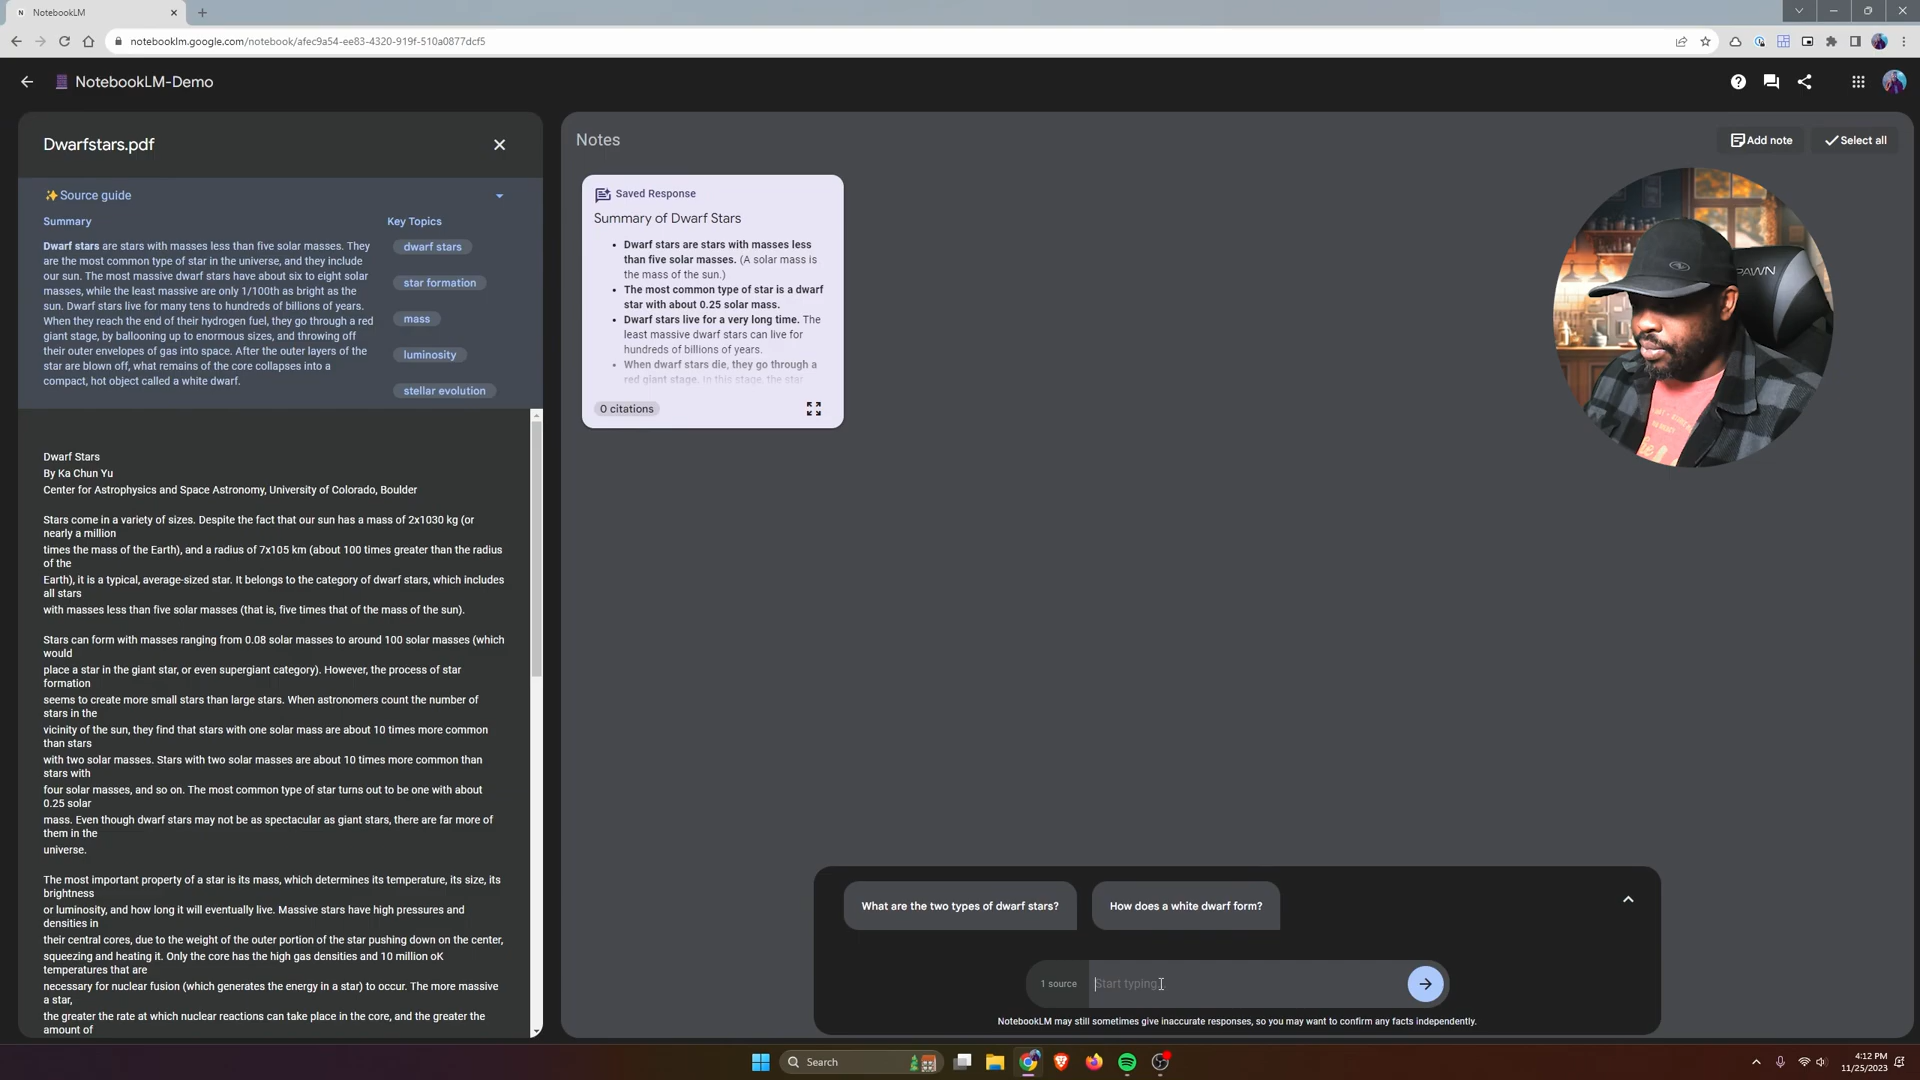 NotebookLM
notebooklm.google.com/notebook/afec9a54-ee83-4320-919f-510a0877dcf5
NotebookLM-Demo
Dwarfstars.pdf
✨Source guide
Summary
Dwarf stars are stars with masses less than five solar masses. They
are the most common type of star in the universe, and they include
our sun. The most massive dwarf stars have about six to eight solar
masses, while the least massive are only 1/100th as bright as the
sun. Dwarf stars live for many tens to hundreds of billions of years.
When they reach the end of their hydrogen fuel, they go through a red
giant stage, by ballooning up to enormous sizes, and throwing off
their outer envelopes of gas into space. After the outer layers of the
star are blown off, what remains of the core collapses into a
compact, hot object called a white dwarf.
Key Topics
dwarf stars
star formation
mass
luminosity
stellar evolution
Dwarf Stars
By Ka Chun Yu
Center for Astrophysics and Space Astronomy, University of Colorado, Boulder
Stars come in a variety of sizes. Despite the fact that our sun has a mass of 2x1030 kg (or
nearly a million
times the mass of the Earth), and a radius of 7x105 km (about 100 times greater than the radius
of the
Earth), it is a typical, average-sized star. It belongs to the category of dwarf stars, which includes
all stars
with masses less than five solar masses (that is, five times that of the mass of the sun).
Stars can form with masses ranging from 0.08 solar masses to around 100 solar masses (which
would
place a star in the giant star, or even supergiant category). However, the process of star
formation
seems to create more small stars than large stars. When astronomers count the number of
stars in the
vicinity of the sun, they find that stars with one solar mass are about 10 times more common
than stars
with two solar masses. Stars with two solar masses are about 10 times more common than
stars with
four solar masses, and so on. The most common type of star turns out to be one with about
0.25 solar
mass. Even though dwarf stars may not be as spectacular as giant stars, there are far more of
them in the
universe.
The most important property of a star is its mass, which determines its temperature, its size, its
brightness
or luminosity, and how long it will eventually live. Massive stars have high pressures and
densities in
their central cores, due to the weight of the outer portion of the star pushing down on the center,
squeezing and heating it. Only the core has the high gas densities and 10 million oK
temperatures that are
necessary for nuclear fusion (which generates the energy in a star) to occur. The more massive
a star,
the greater the rate at which nuclear reactions can take place in the core, and the greater the
amount of
Notes
Add note
Select all
Saved Response
Summary of Dwarf Stars
• Dwarf stars are stars with masses less
than five solar masses. (A solar mass is
the mass of the sun.)
• The most common type of star is a dwarf
star with about 0.25 solar mass.
• Dwarf stars live for a very long time. The
least massive dwarf stars can live for
hundreds of billions of years.
• When dwarf stars die, they go through a
red giant stage. In this stage, the star
0 citations
SPAWN
What are the two types of dwarf stars?
How does a white dwarf form?
1 source
Start typing...
NotebookLM may still sometimes give inaccurate responses, so you may want to confirm any facts independently.
Search
4:12 PM
11/25/2023